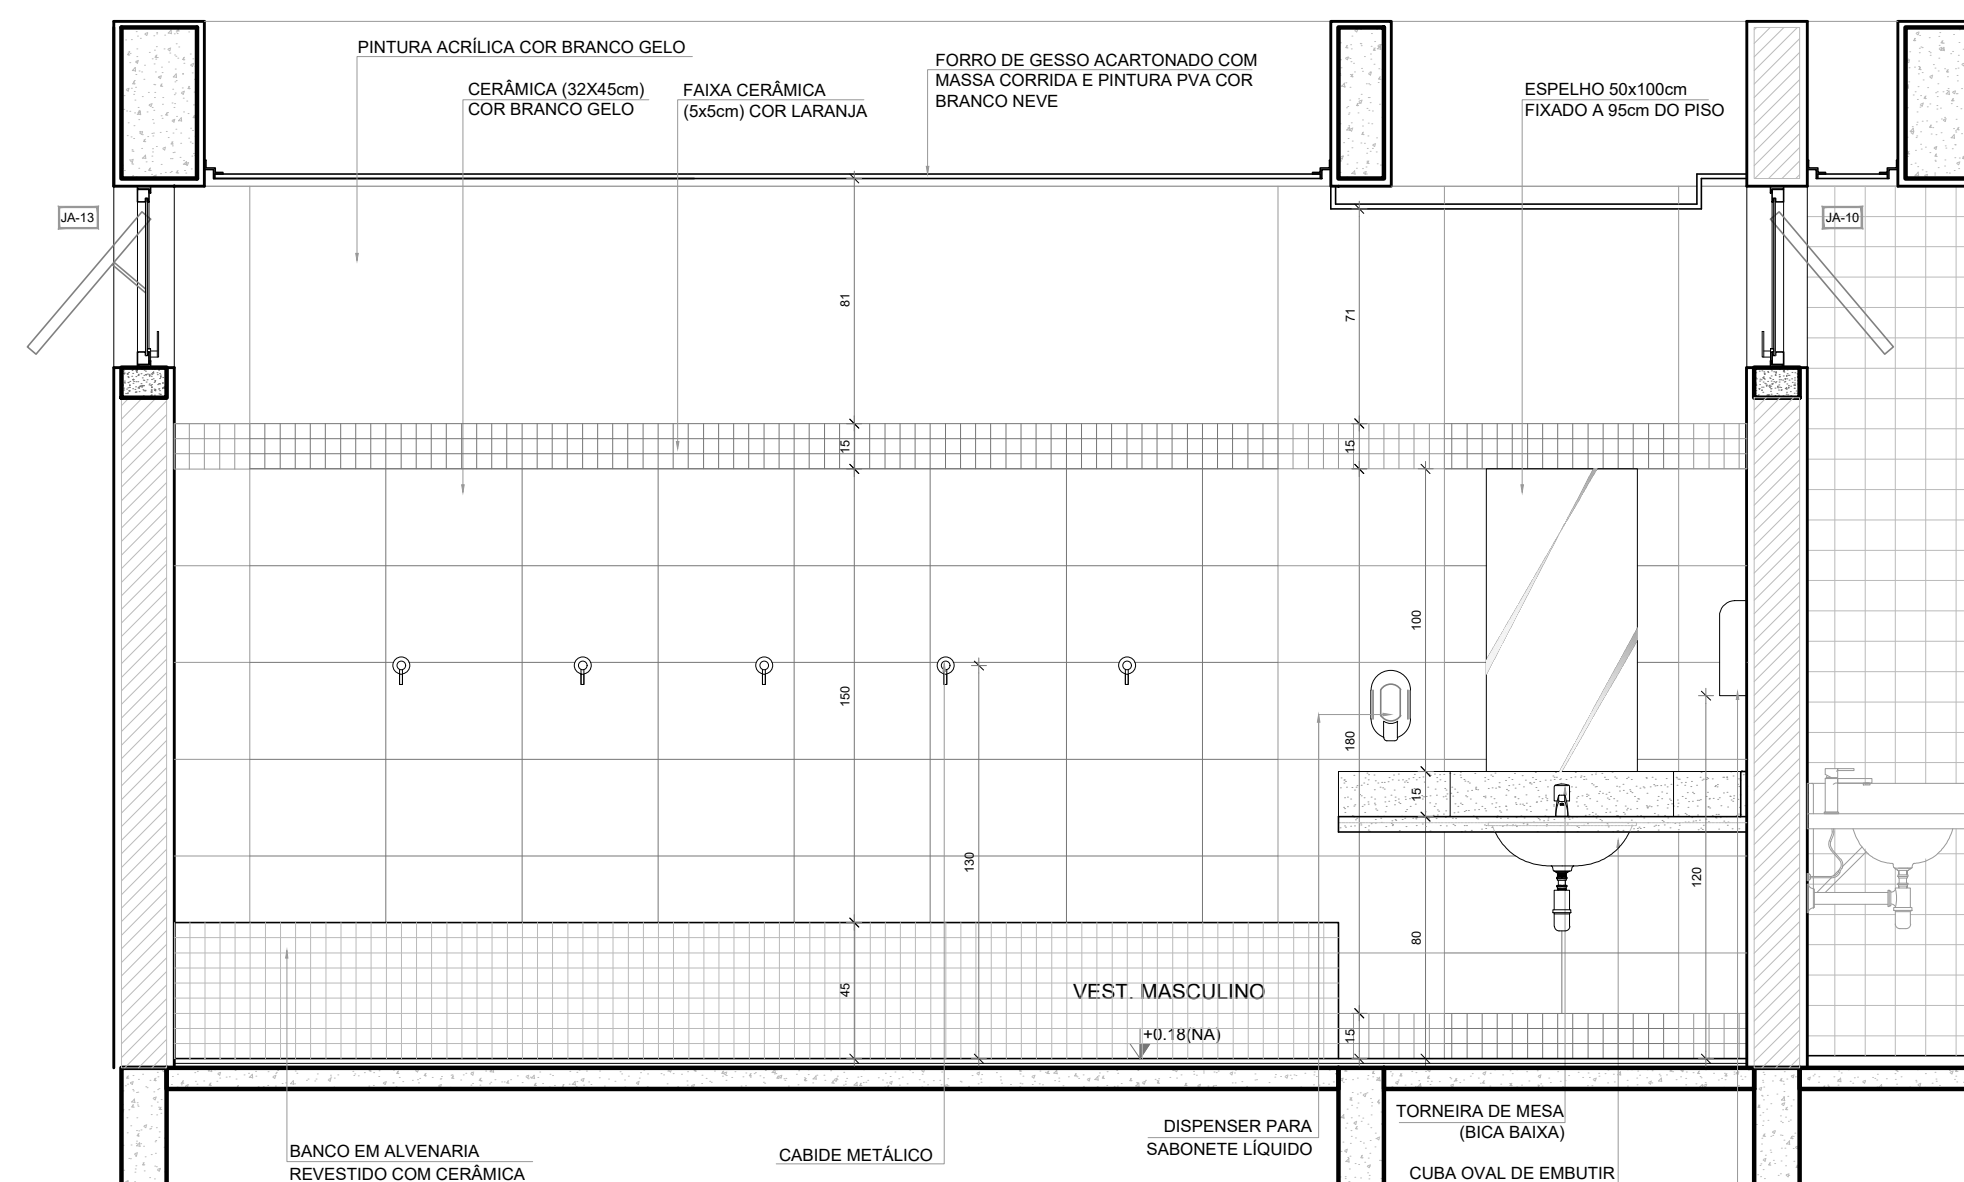 PINTURA ACRÍLICA COR BRANCO GELO
CERÂMICA (32X45cm)
COR BRANCO GELO
FAIXA CERÂMICA
(5x5cm) COR LARANJA
FORRO DE GESSO ACARTONADO COM
MASSA CORRIDA E PINTURA PVA COR
BRANCO NEVE
ESPELHO 50x100cm
FIXADO A 95cm DO PISO
JA-13
JA-10
81
71
15
15
100
150
180
15
130
120
80
45
15
VEST. MASCULINO
+0.18(NA)
BANCO EM ALVENARIA
REVESTIDO COM CERÂMICA
CABIDE METÁLICO
DISPENSER PARA
SABONETE LÍQUIDO
TORNEIRA DE MESA
(BICA BAIXA)
CUBA OVAL DE EMBUTIR